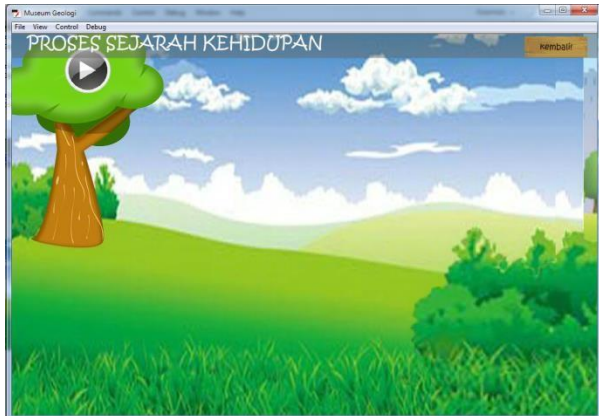 Museum Geologi
File View Control Debug
PROSES SEJARAH KEHIDUPAN
Kembali